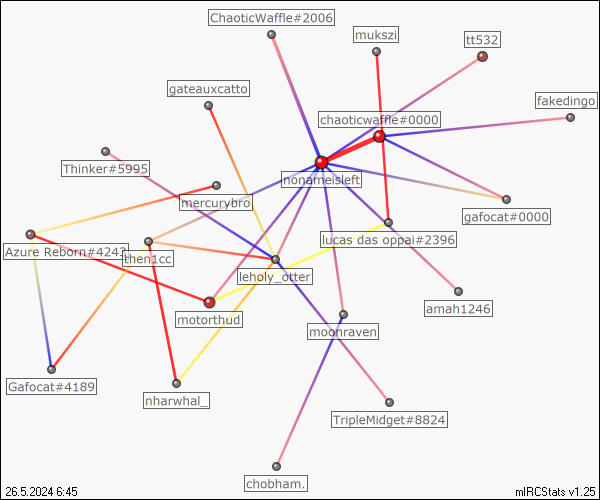 ChaoticWaffle#2006
mukszi
tt532
gateauxcatto
fakedingo
chaoticwaffle#0000
Thinker#5995
nonameisleft
mercurybro
gafocat#0000
lucas das oppai#2396
Azure Reborn#4243
then1cc
leholy_otter
amah1246
motorthud
moonraven
Gafocat#4189
nharwhal_
TripleMidget#8824
chobham.
26.5.2024 6:45
mIRCStats v1.25